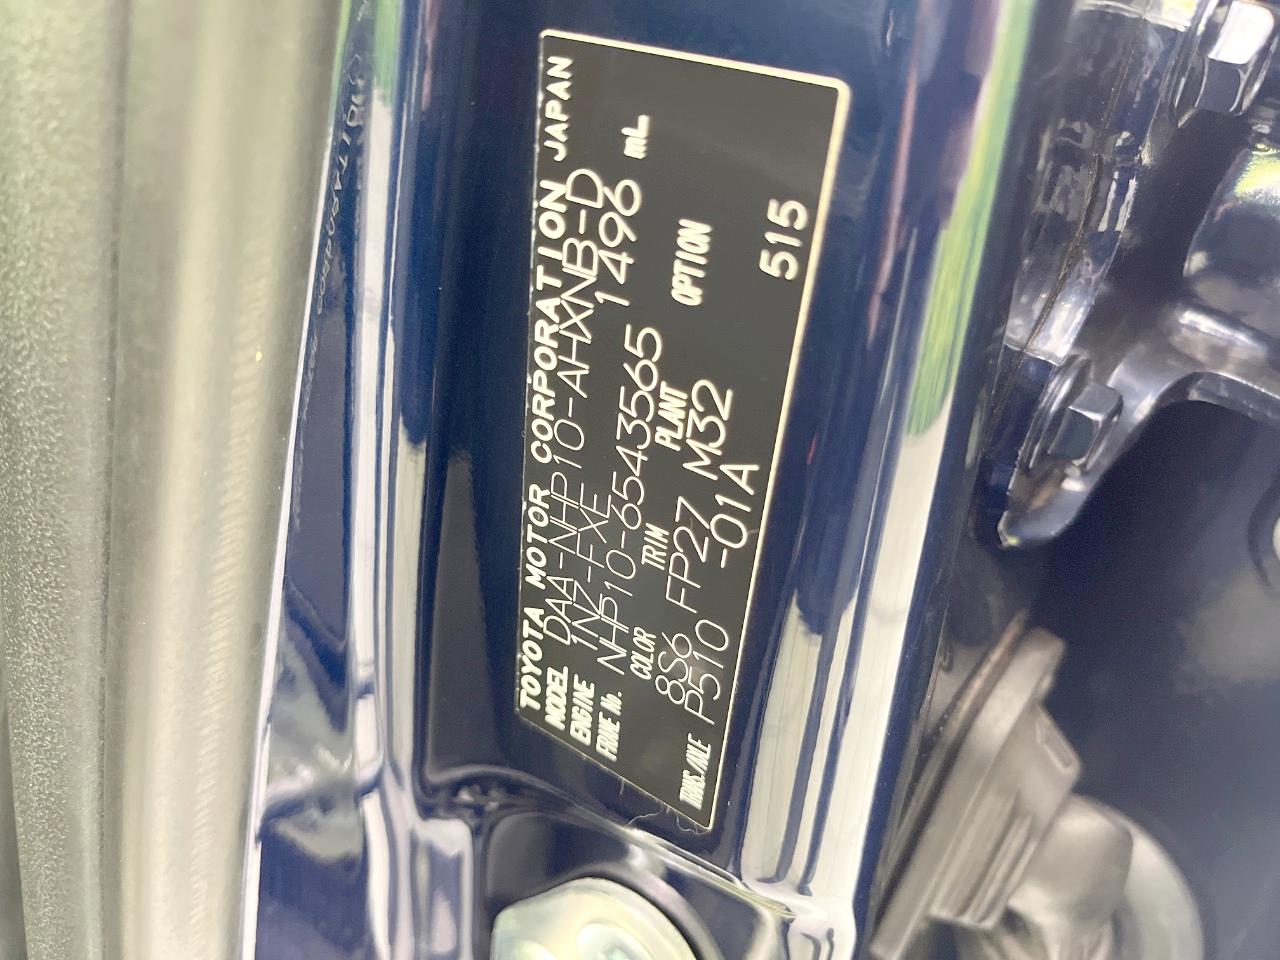 TOYOTA MOTOR CORPORATION JAPAN
MODEL DAA-NHP10-AHXNB-D
ENGINE 1NZ-FXE 1496 mL
FRAME No. NHP10-6543565
COLOR TRIM PLANT OPTION
8S6 FP27 M32
TRANS./AXLE P510 -01A 515